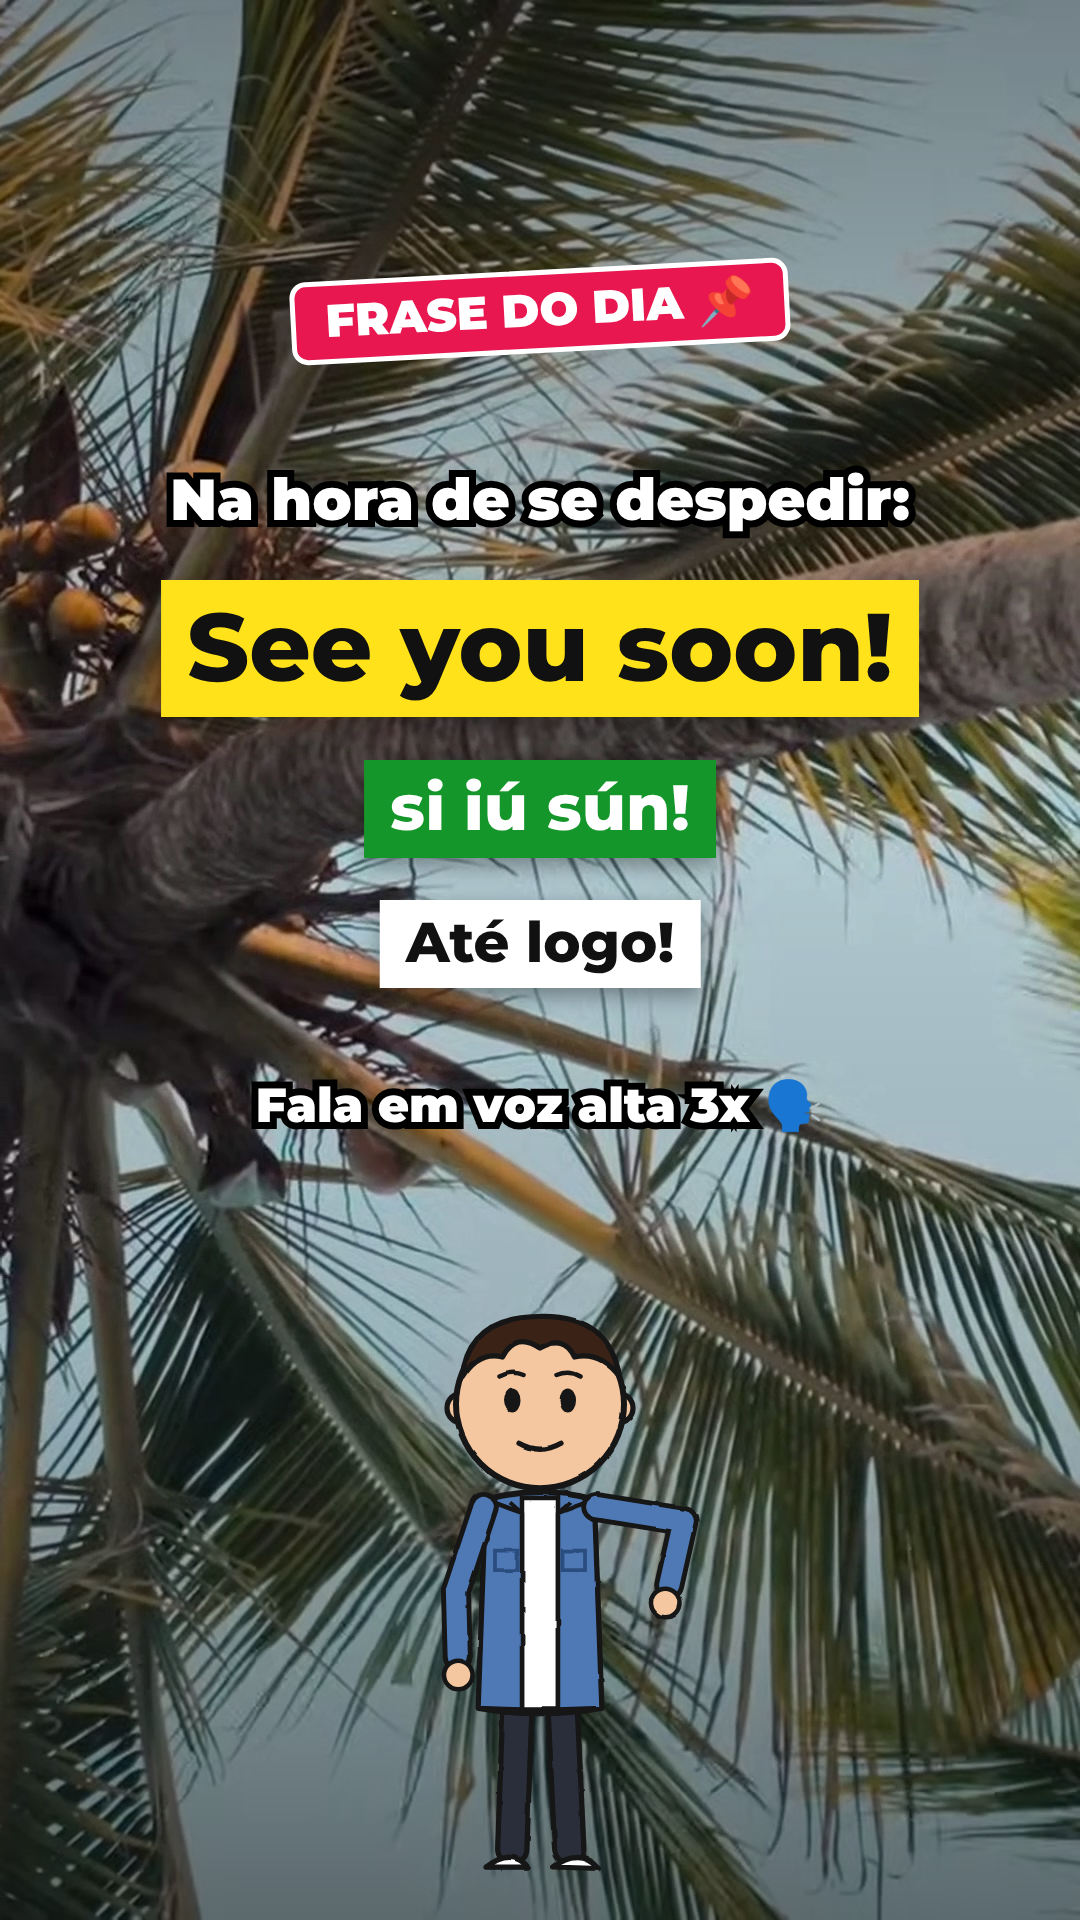 FRASE DO DIA 📌
Na hora de se despedir:
See you soon!
si iú sún!
Até logo!
Fala em voz alta 3x 🗣️